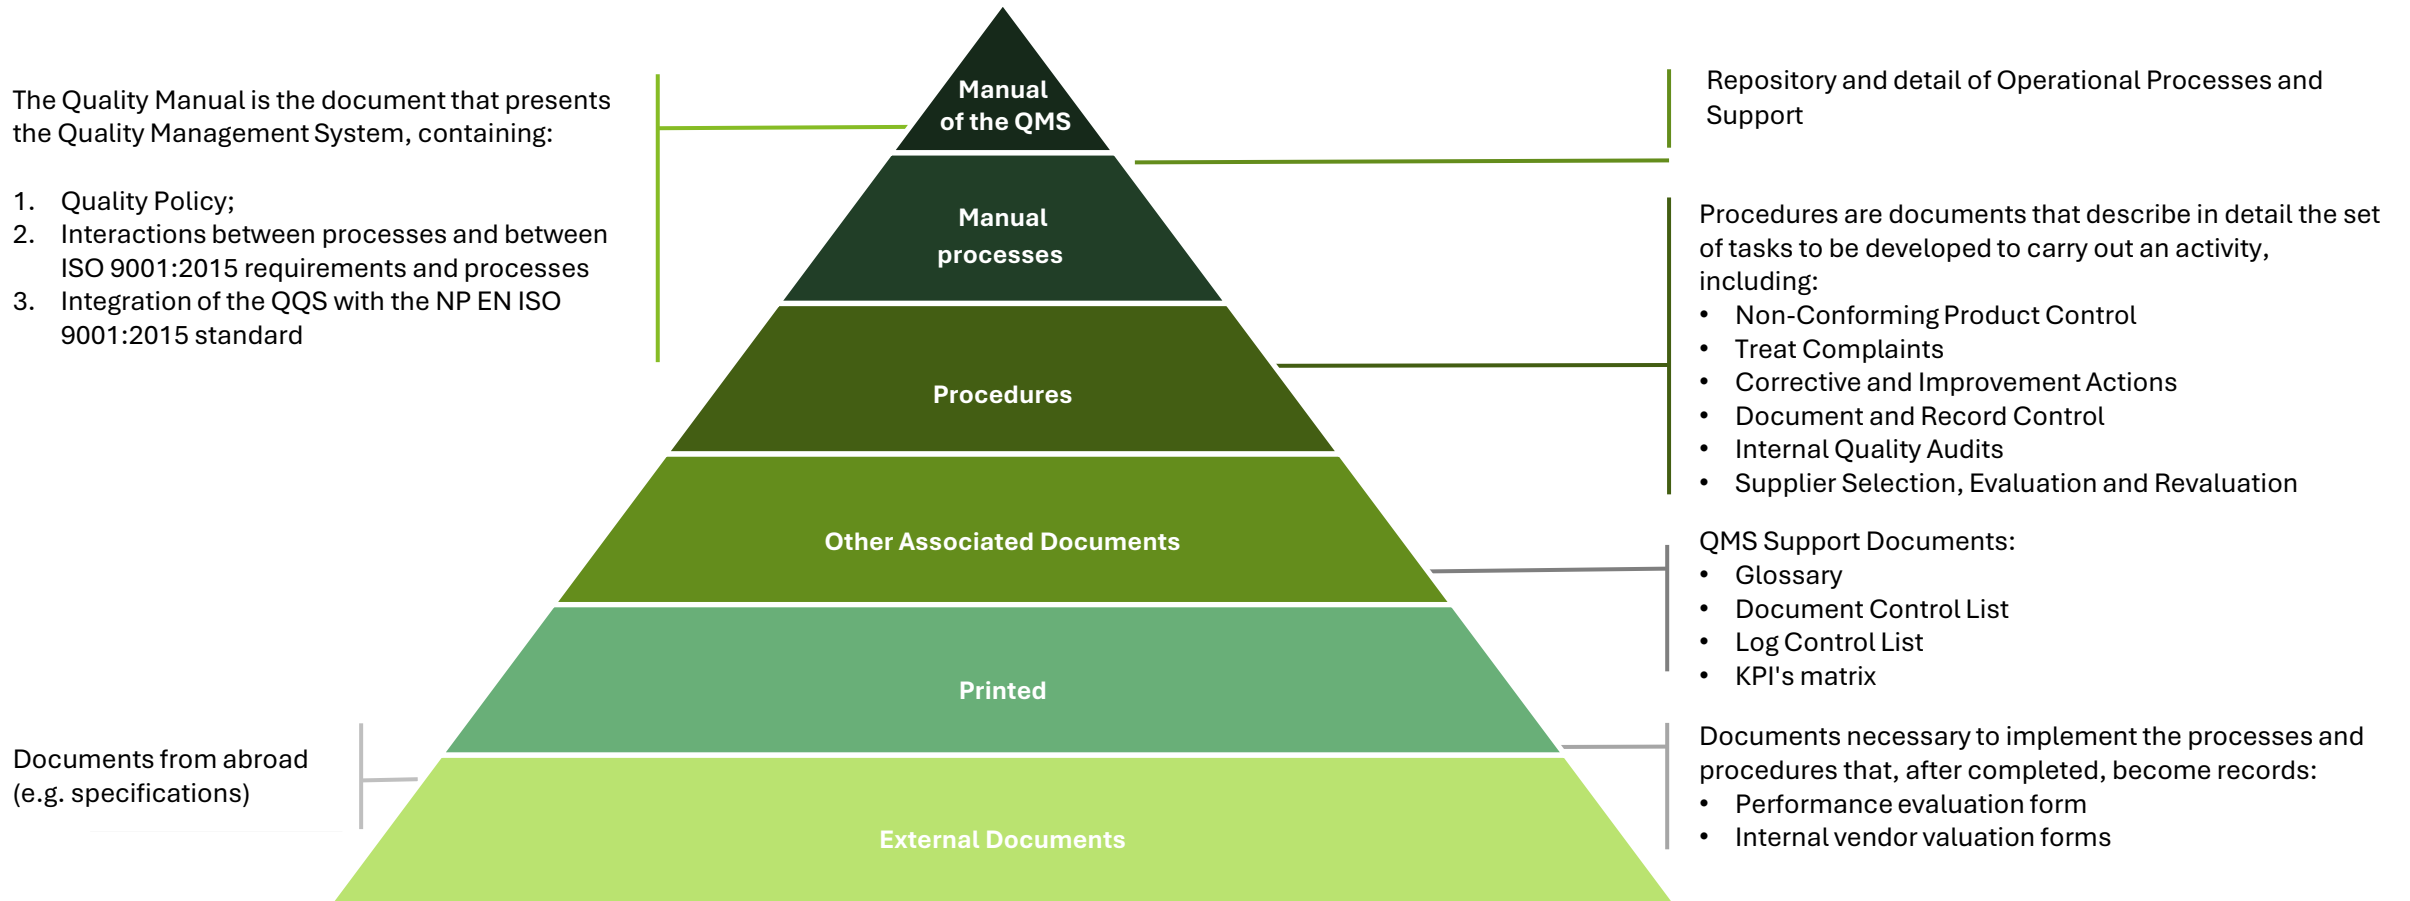 The Quality Manual is the document that presents
the Quality Management System, containing:
1. Quality Policy;
2. Interactions between processes and between
ISO 9001:2015 requirements and processes
3. Integration of the QQS with the NP EN ISO
9001:2015 standard
Documents from abroad
(e.g. specifications)
Manual
of the QMS
Manual
processes
Procedures
Other Associated Documents
Printed
External Documents
Repository and detail of Operational Processes and
Support
Procedures are documents that describe in detail the set
of tasks to be developed to carry out an activity,
including:
• Non-Conforming Product Control
• Treat Complaints
• Corrective and Improvement Actions
• Document and Record Control
• Internal Quality Audits
• Supplier Selection, Evaluation and Revaluation
QMS Support Documents:
• Glossary
• Document Control List
• Log Control List
• KPI's matrix
Documents necessary to implement the processes and
procedures that, after completed, become records:
• Performance evaluation form
• Internal vendor valuation forms